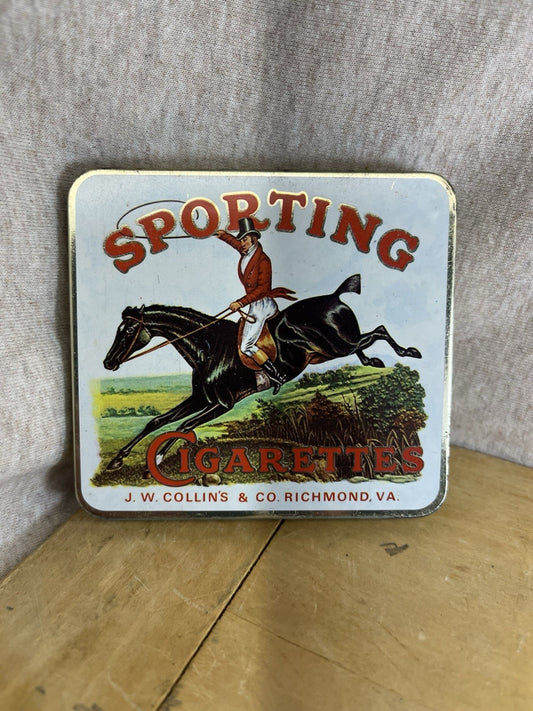 SPORTING
CIGARETTES
J. W. COLLIN'S & CO. RICHMOND, VA.